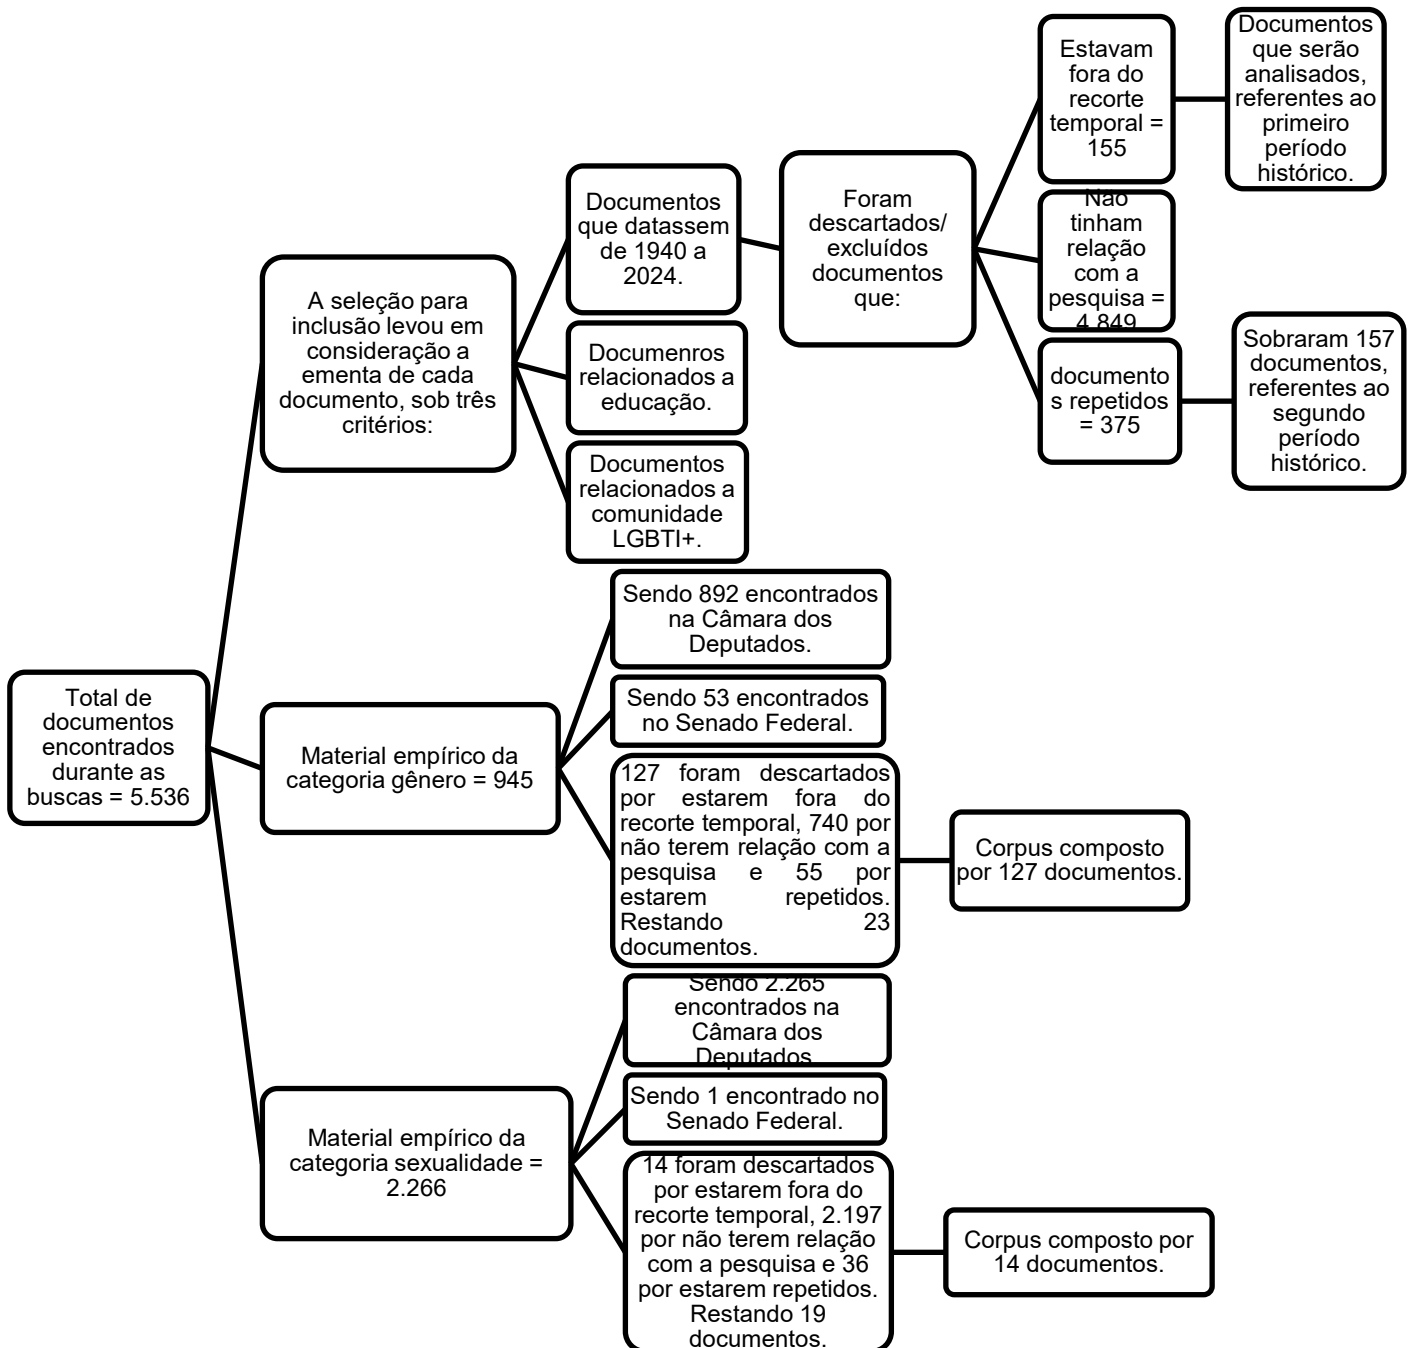 Total de
documentos
encontrados
durante as
buscas = 5.536
A seleção para
inclusão levou em
consideração a
ementa de cada
documento, sob três
critérios:
Documentos
que datassem
de 1940 a
2024.
Foram
descartados/
excluídos
documentos
que:
Estavam
fora do
recorte
temporal =
155
Documentos
que serão
analisados,
referentes ao
primeiro
período
histórico.
Não
tinham
relação
com a
pesquisa =
4.849
documento
s repetidos
= 375
Sobraram 157
documentos,
referentes ao
segundo
período
histórico.
Documenros
relacionados a
educação.
Documentos
relacionados a
comunidade
LGBTI+.
Material empírico da
categoria gênero = 945
Sendo 892 encontrados
na Câmara dos
Deputados.
Sendo 53 encontrados
no Senado Federal.
127 foram descartados
por estarem fora do
recorte temporal, 740 por
não terem relação com a
pesquisa e 55 por
estarem repetidos.
Restando 23
documentos.
Corpus composto
por 127 documentos.
Material empírico da
categoria sexualidade =
2.266
Sendo 2.265
encontrados na
Câmara dos
Deputados
Sendo 1 encontrado no
Senado Federal.
14 foram descartados
por estarem fora do
recorte temporal, 2.197
por não terem relação
com a pesquisa e 36
por estarem repetidos.
Restando 19
documentos.
Corpus composto por
14 documentos.